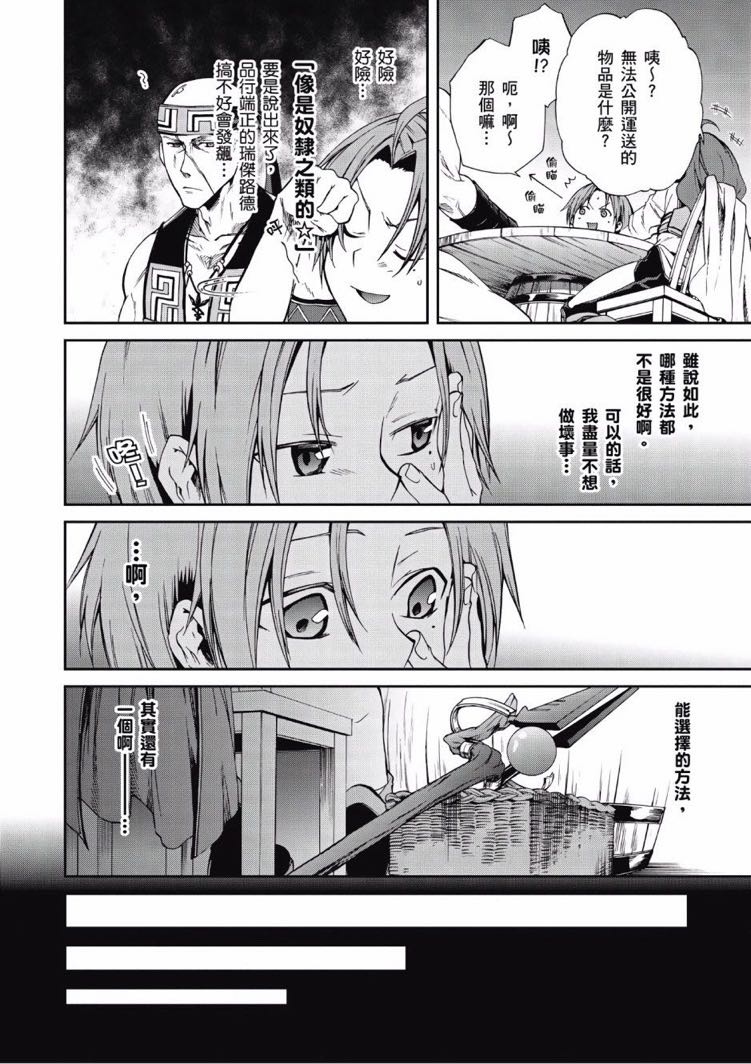 咦～？
無法公開運送的
物品是什麼？
咦!?
呃，啊～
那個嘛…
偷瞄
偷瞄
好險
好險…
「像是奴隸之類的☆」
要是說出來了，
品行端正的瑞傑路德
搞不好會發飆…
雖說如此，
哪種方法都
不是很好啊。
可以的話，
我盡量不想
做壞事…
…啊，
能選擇的方法，
其實還有
一個啊——…